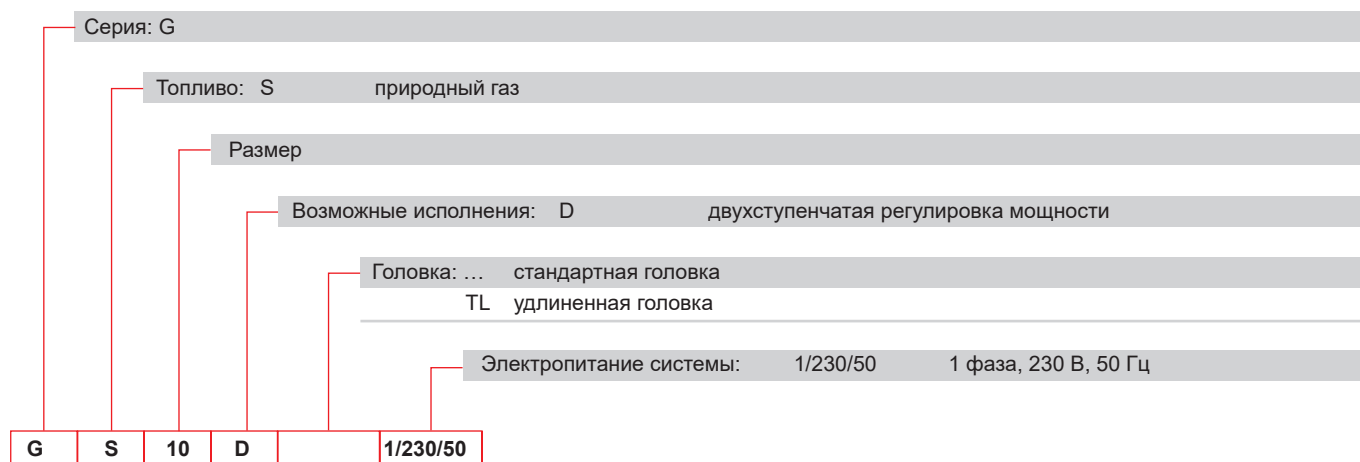 Серия: G
Топливо: S природный газ
Размер
Возможные исполнения: D двухступенчатая регулировка мощности
Головка: … стандартная головка
TL удлиненная головка
Электропитание системы: 1/230/50 1 фаза, 230 В, 50 Гц
G S 10 D 1/230/50